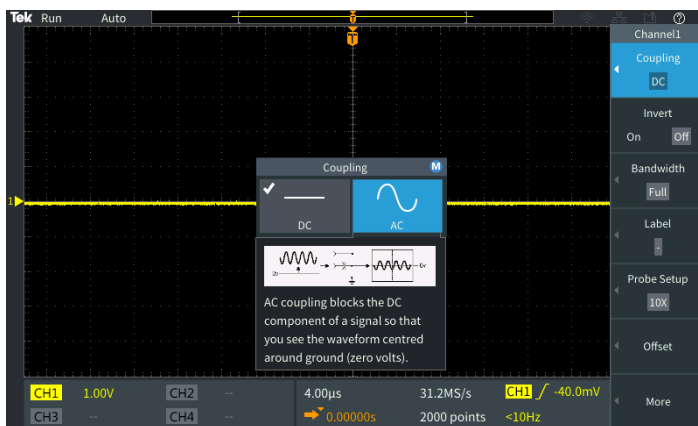 Tek Run Auto
T
T
Channel1
Coupling
DC
Invert
On Off
Bandwidth
Full
Label
-
Probe Setup
10X
Offset
More
1
Coupling M
DC AC
AC coupling blocks the DC
component of a signal so that
you see the waveform centred
around ground (zero volts).
CH1 1.00V CH2 -- 4.00µs 31.2MS/s CH1 -40.0mV
CH3 -- CH4 -- 0.00000s 2000 points <10Hz